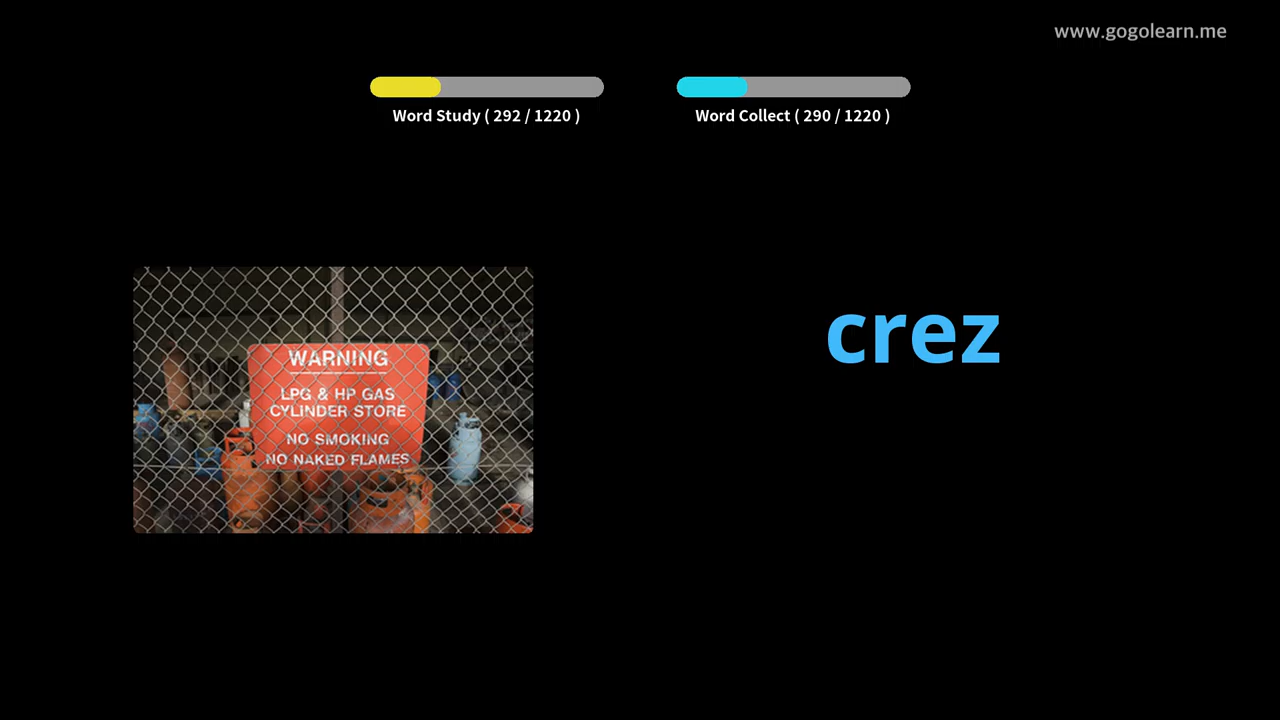 www.gogolearn.me
Word Study ( 292 / 1220 )
Word Collect ( 290 / 1220 )
WARNING
LPG & HP GAS
CYLINDER STORE
NO SMOKING
NO NAKED FLAMES
crez